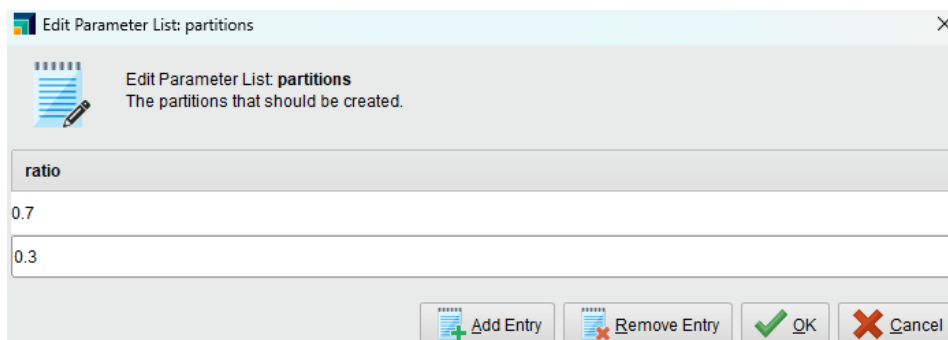 Edit Parameter List: partitions
Edit Parameter List: partitions
The partitions that should be created.
ratio
0.7
0.3
Add Entry Remove Entry OK Cancel